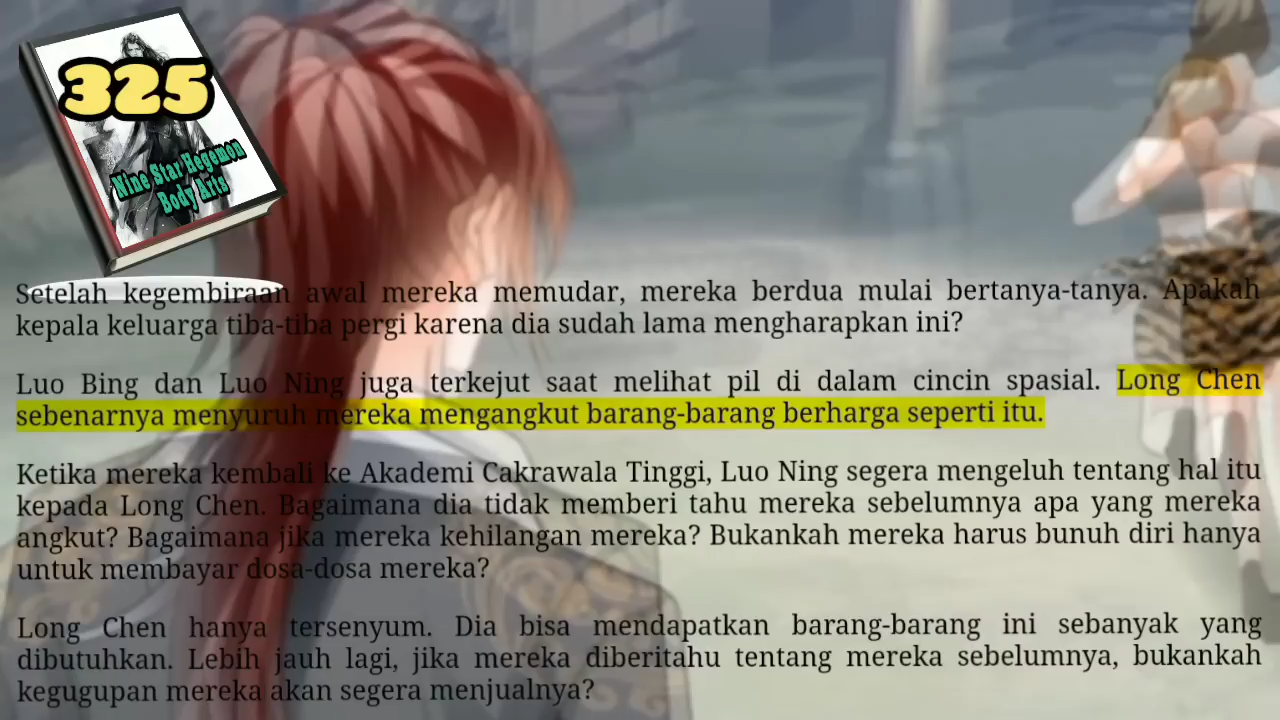 325
Nine Star Hegemon
Body Arts
Setelah kegembiraan awal mereka memudar, mereka berdua mulai bertanya-tanya. Apakah
kepala keluarga tiba-tiba pergi karena dia sudah lama mengharapkan ini?
Luo Bing dan Luo Ning juga terkejut saat melihat pil di dalam cincin spasial. Long Chen
sebenarnya menyuruh mereka mengangkut barang-barang berharga seperti itu.
Ketika mereka kembali ke Akademi Cakrawala Tinggi, Luo Ning segera mengeluh tentang hal itu
kepada Long Chen. Bagaimana dia tidak memberi tahu mereka sebelumnya apa yang mereka
angkut? Bagaimana jika mereka kehilangan mereka? Bukankah mereka harus bunuh diri hanya
untuk membayar dosa-dosa mereka?
Long Chen hanya tersenyum. Dia bisa mendapatkan barang-barang ini sebanyak yang
dibutuhkan. Lebih jauh lagi, jika mereka diberitahu tentang mereka sebelumnya, bukankah
kegugupan mereka akan segera menjualnya?